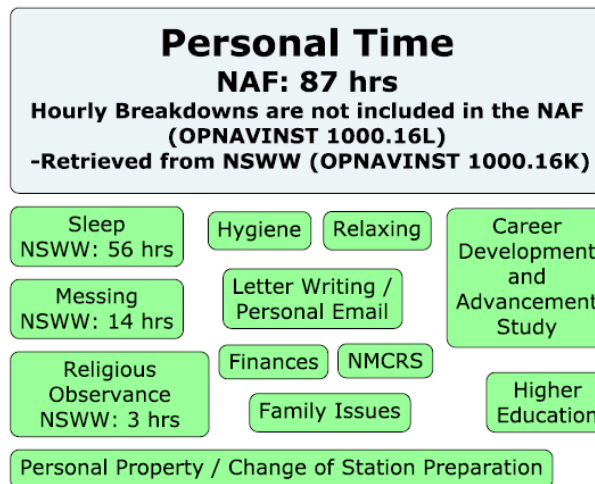 Personal Time
NAF: 87 hrs
Hourly Breakdowns are not included in the NAF
(OPNAVINST 1000.16L)
-Retrieved from NSWW (OPNAVINST 1000.16K)
Sleep
NSWW: 56 hrs
Hygiene
Relaxing
Career
Development
and
Advancement
Study
Messing
NSWW: 14 hrs
Letter Writing /
Personal Email
Religious
Observance
NSWW: 3 hrs
Finances
NMCRS
Family Issues
Higher
Education
Personal Property / Change of Station Preparation